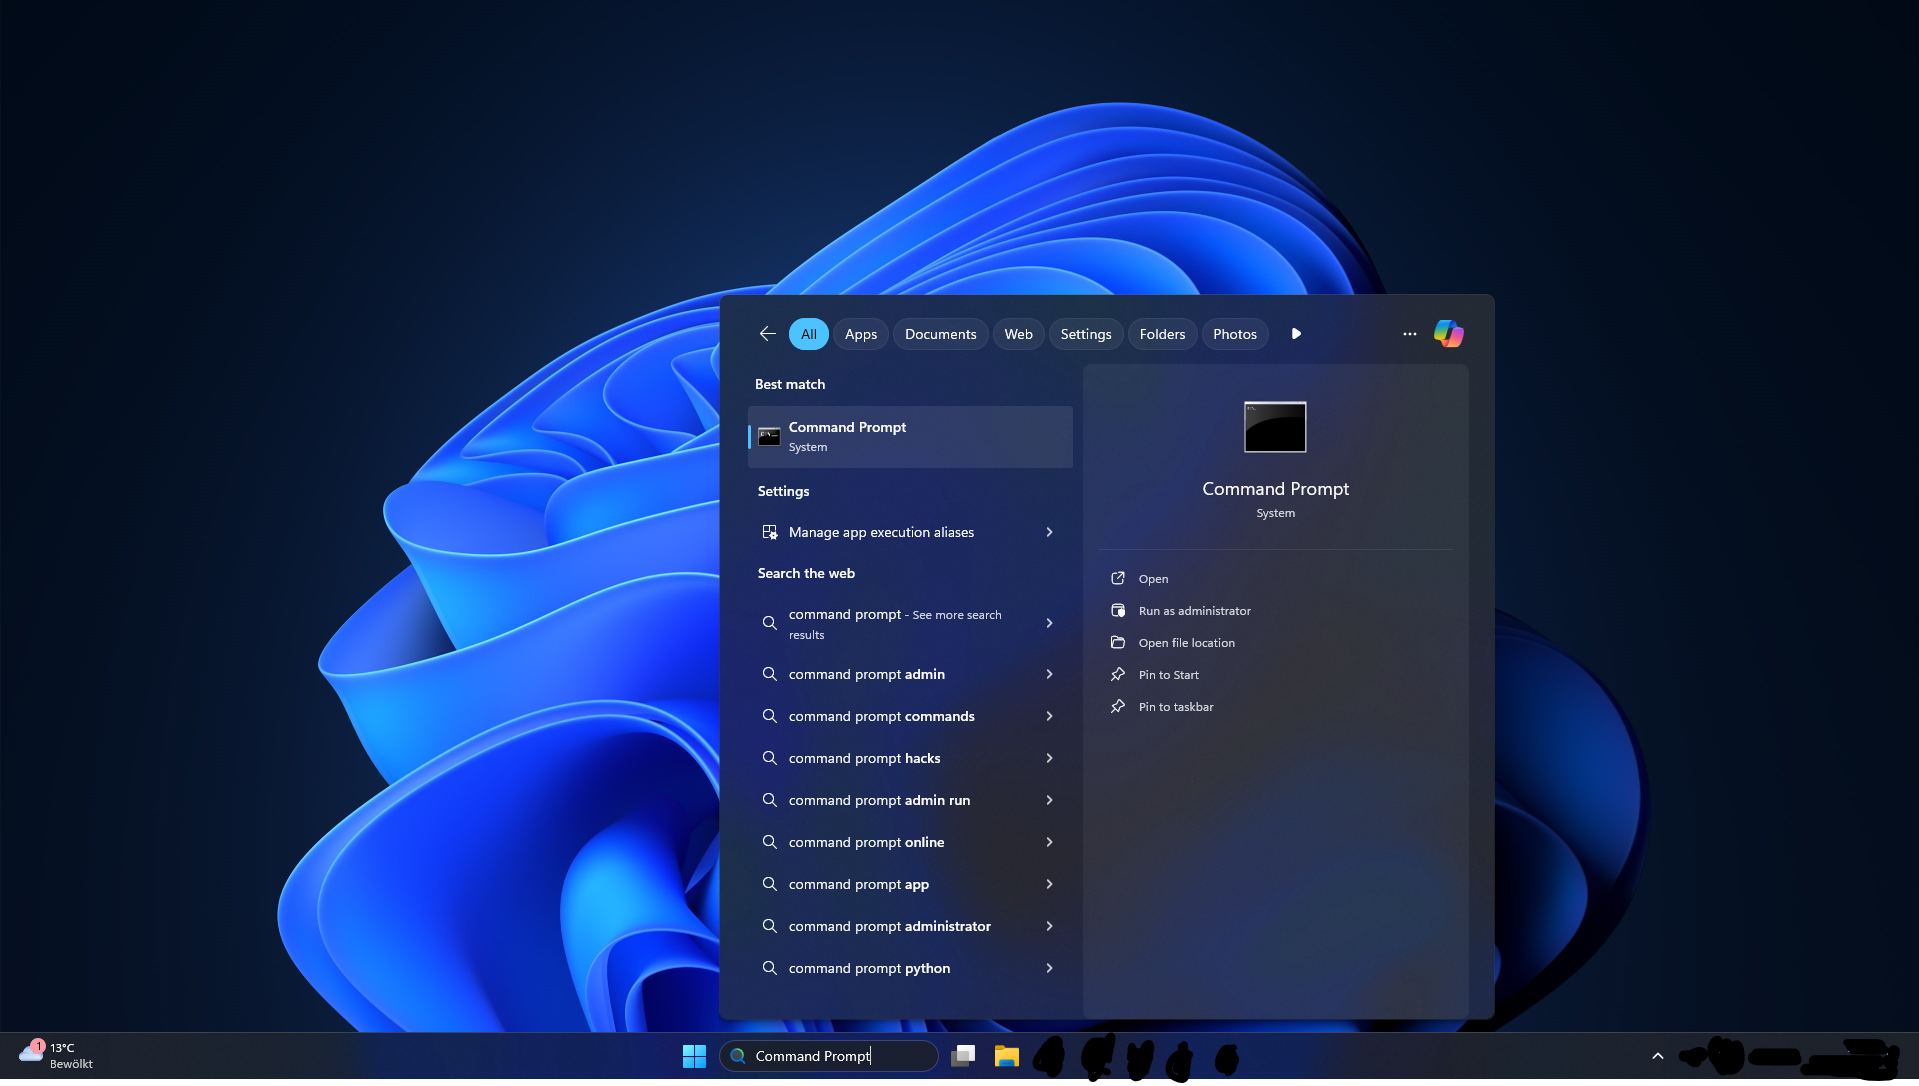 All
Apps
Documents
Web
Settings
Folders
Photos
Best match
Command Prompt
System
Settings
Manage app execution aliases
Search the web
command prompt - See more search
results
command prompt admin
command prompt commands
command prompt hacks
command prompt admin run
command prompt online
command prompt app
command prompt administrator
command prompt python
Command Prompt
System
Open
Run as administrator
Open file location
Pin to Start
Pin to taskbar
1
13°C
Bewölkt
Command Prompt